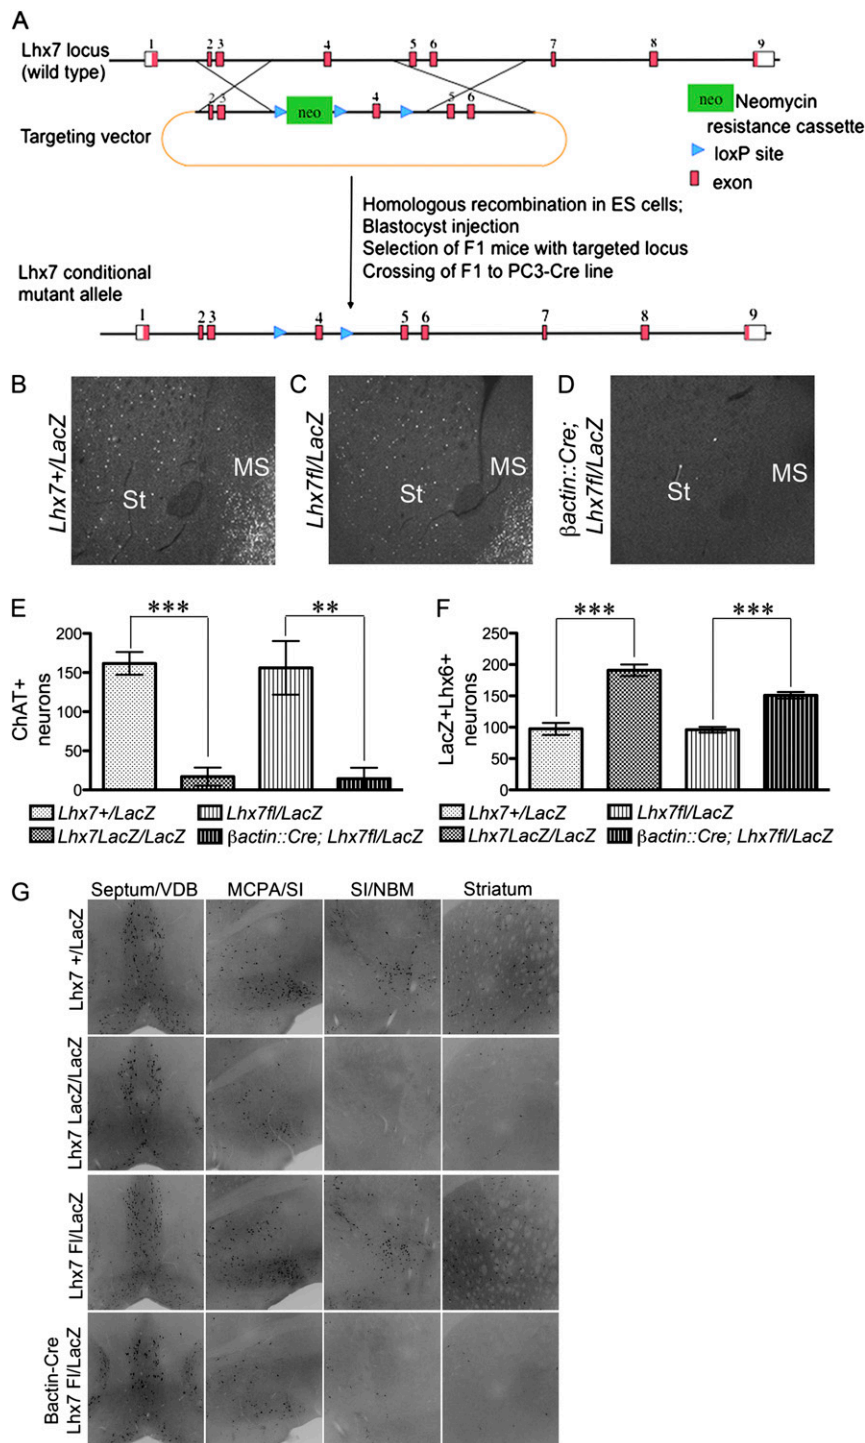 A
Lhx7 locus
(wild type)
1
2
3
4
5
6
7
8
9
2
3
neo
4
5
6
Targeting vector
neo
Neomycin
resistance cassette
loxP site
exon
Homologous recombination in ES cells;
Blastocyst injection
Selection of F1 mice with targeted locus
Crossing of F1 to PC3-Cre line
Lhx7 conditional
mutant allele
1
2
3
4
5
6
7
8
9
B
Lhx7+/LacZ
St
MS
C
Lhx7fl/LacZ
St
MS
D
βactin::Cre;
Lhx7fl/LacZ
St
MS
E
***
**
200
150
100
50
0
ChAT+
neurons
Lhx7+/LacZ
Lhx7fl/LacZ
Lhx7LacZ/LacZ
βactin::Cre; Lhx7fl/LacZ
F
***
***
250
200
150
100
50
0
LacZ+Lhx6+
neurons
Lhx7+/LacZ
Lhx7fl/LacZ
Lhx7LacZ/LacZ
βactin::Cre; Lhx7fl/LacZ
G
Septum/VDB
MCPA/SI
SI/NBM
Striatum
Lhx7 +/LacZ
Lhx7 LacZ/LacZ
Lhx7 Fl/LacZ
Bactin-Cre
Lhx7 Fl/LacZ